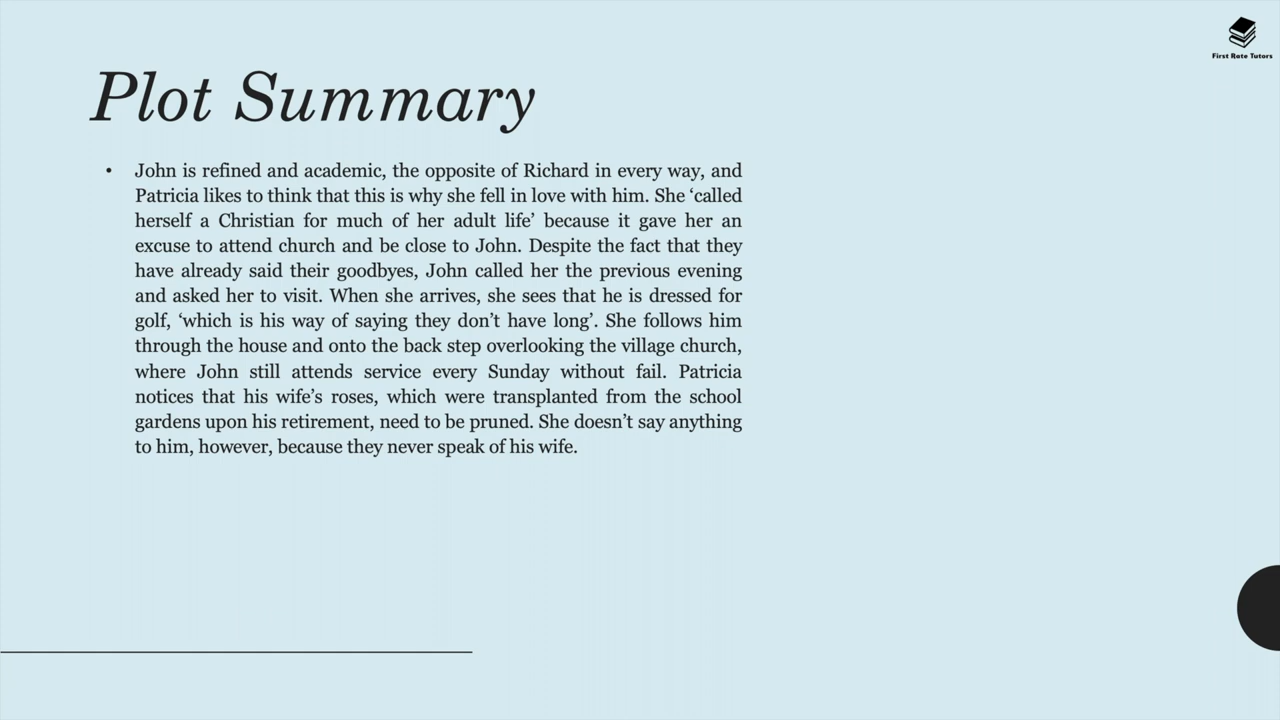 First Rate Tutors
Plot Summary
• John is refined and academic, the opposite of Richard in every way, and
Patricia likes to think that this is why she fell in love with him. She ‘called
herself a Christian for much of her adult life’ because it gave her an
excuse to attend church and be close to John. Despite the fact that they
have already said their goodbyes, John called her the previous evening
and asked her to visit. When she arrives, she sees that he is dressed for
golf, ‘which is his way of saying they don’t have long’. She follows him
through the house and onto the back step overlooking the village church,
where John still attends service every Sunday without fail. Patricia
notices that his wife’s roses, which were transplanted from the school
gardens upon his retirement, need to be pruned. She doesn’t say anything
to him, however, because they never speak of his wife.